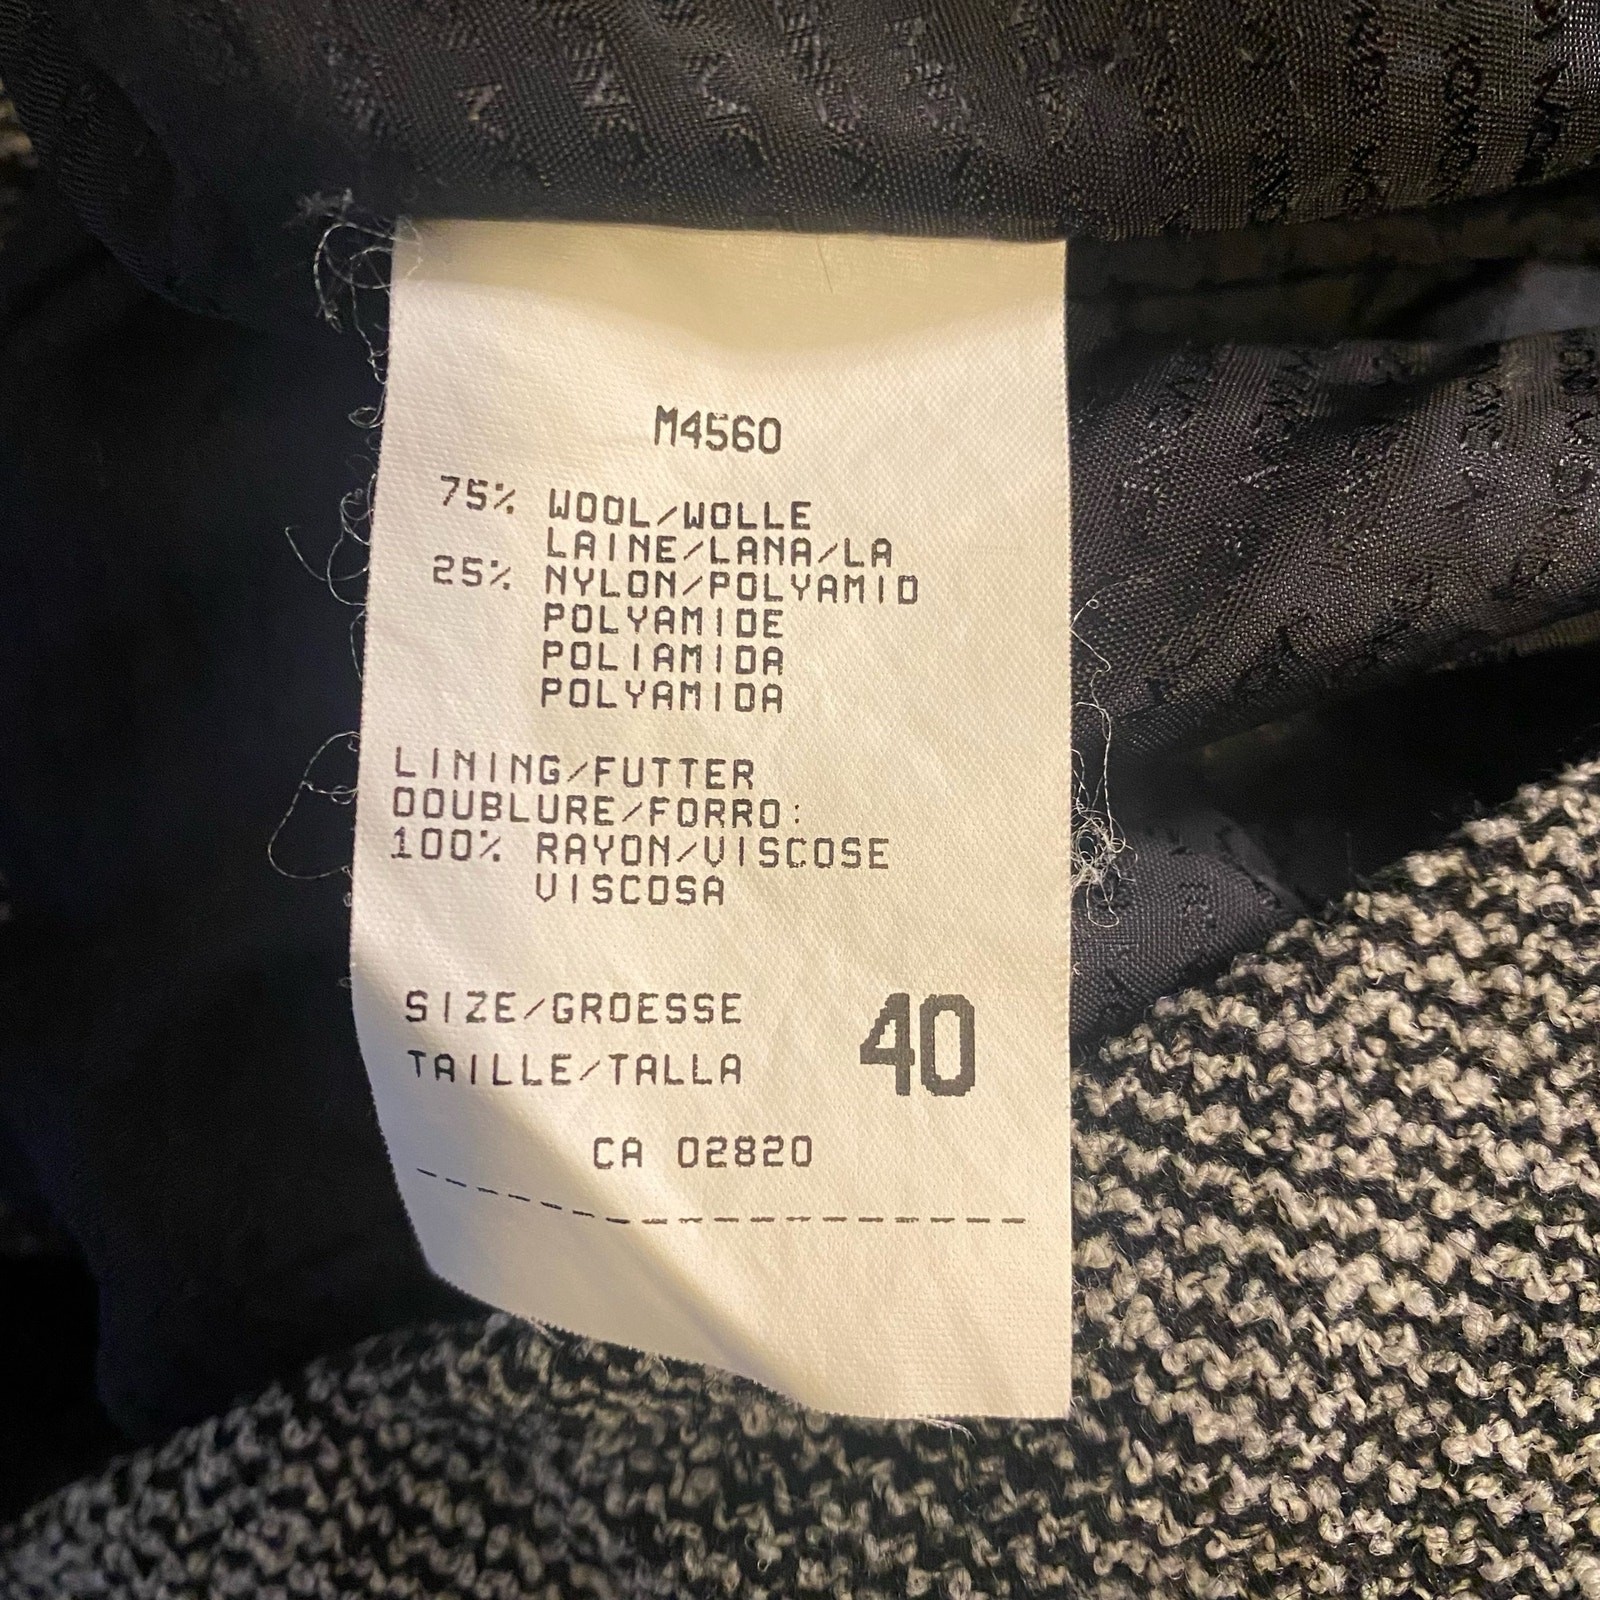 M4560
75% WOOL/WOLLE
LAINE/LANA/LA
25% NYLON/POLYAMID
POLYAMIDE
POLIAMIDA
POLYAMIDA
LINING/FUTTER
DOUBLURE/FORRO:
100% RAYON/VISCOSE
VISCOSA
SIZE/GROESSE 40
TAILLE/TALLA
CA 02820